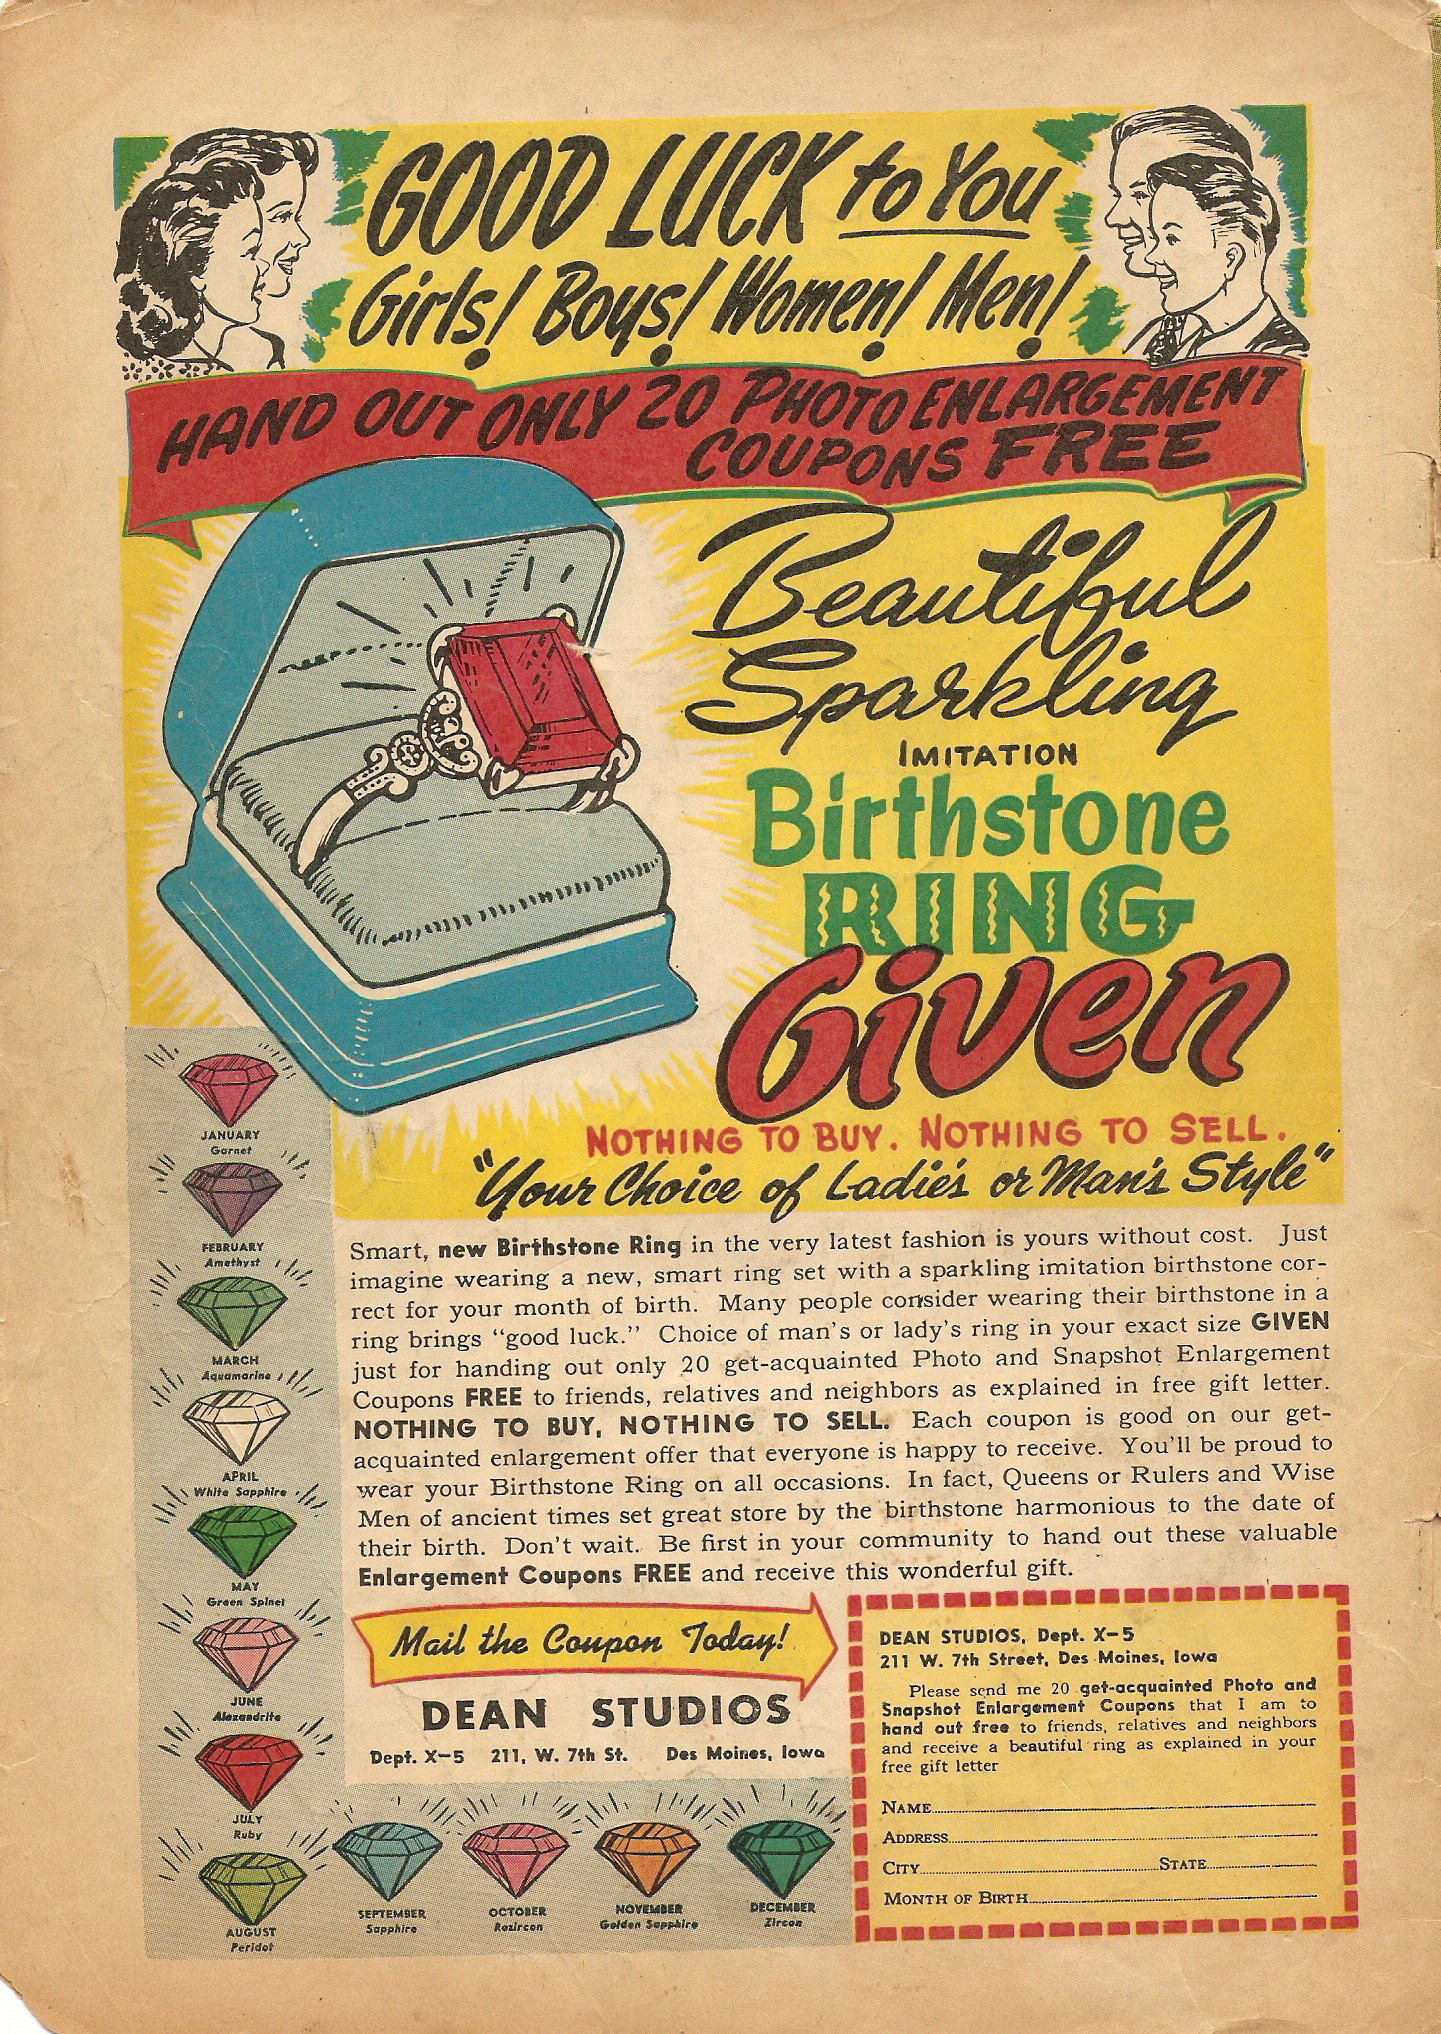 GOOD LUCK to You
Girls! Boys! Women! Men!
HAND OUT ONLY 20 PHOTO ENLARGEMENT
COUPONS FREE
Beautiful
Sparkling
IMITATION
Birthstone
RING
Given
NOTHING TO BUY. NOTHING TO SELL.
"Your Choice of Ladie's or Man's Style"
Smart, new Birthstone Ring in the very latest fashion is yours without cost. Just
imagine wearing a new, smart ring set with a sparkling imitation birthstone cor-
rect for your month of birth. Many people consider wearing their birthstone in a
ring brings "good luck." Choice of man's or lady's ring in your exact size GIVEN
just for handing out only 20 get-acquainted Photo and Snapshot Enlargement
Coupons FREE to friends, relatives and neighbors as explained in free gift letter.
NOTHING TO BUY, NOTHING TO SELL. Each coupon is good on our get-
acquainted enlargement offer that everyone is happy to receive. You'll be proud to
wear your Birthstone Ring on all occasions. In fact, Queens or Rulers and Wise
Men of ancient times set great store by the birthstone harmonious to the date of
their birth. Don't wait. Be first in your community to hand out these valuable
Enlargement Coupons FREE and receive this wonderful gift.
JANUARY
Garnet
FEBRUARY
Amethyst
MARCH
Aquamarine
APRIL
White Sapphire
MAY
Green Spinel
JUNE
Alexandrite
JULY
Ruby
AUGUST
Peridot
SEPTEMBER
Sapphire
OCTOBER
Rozircon
NOVEMBER
Golden Sapphire
DECEMBER
Zircon
Mail the Coupon Today!
DEAN STUDIOS
Dept. X-5 211, W. 7th St. Des Moines, Iowa
DEAN STUDIOS, Dept. X-5
211 W. 7th Street, Des Moines, Iowa
Please send me 20 get-acquainted Photo and
Snapshot Enlargement Coupons that I am to
hand out free to friends, relatives and neighbors
and receive a beautiful ring as explained in your
free gift letter
NAME
ADDRESS
CITY STATE
MONTH OF BIRTH